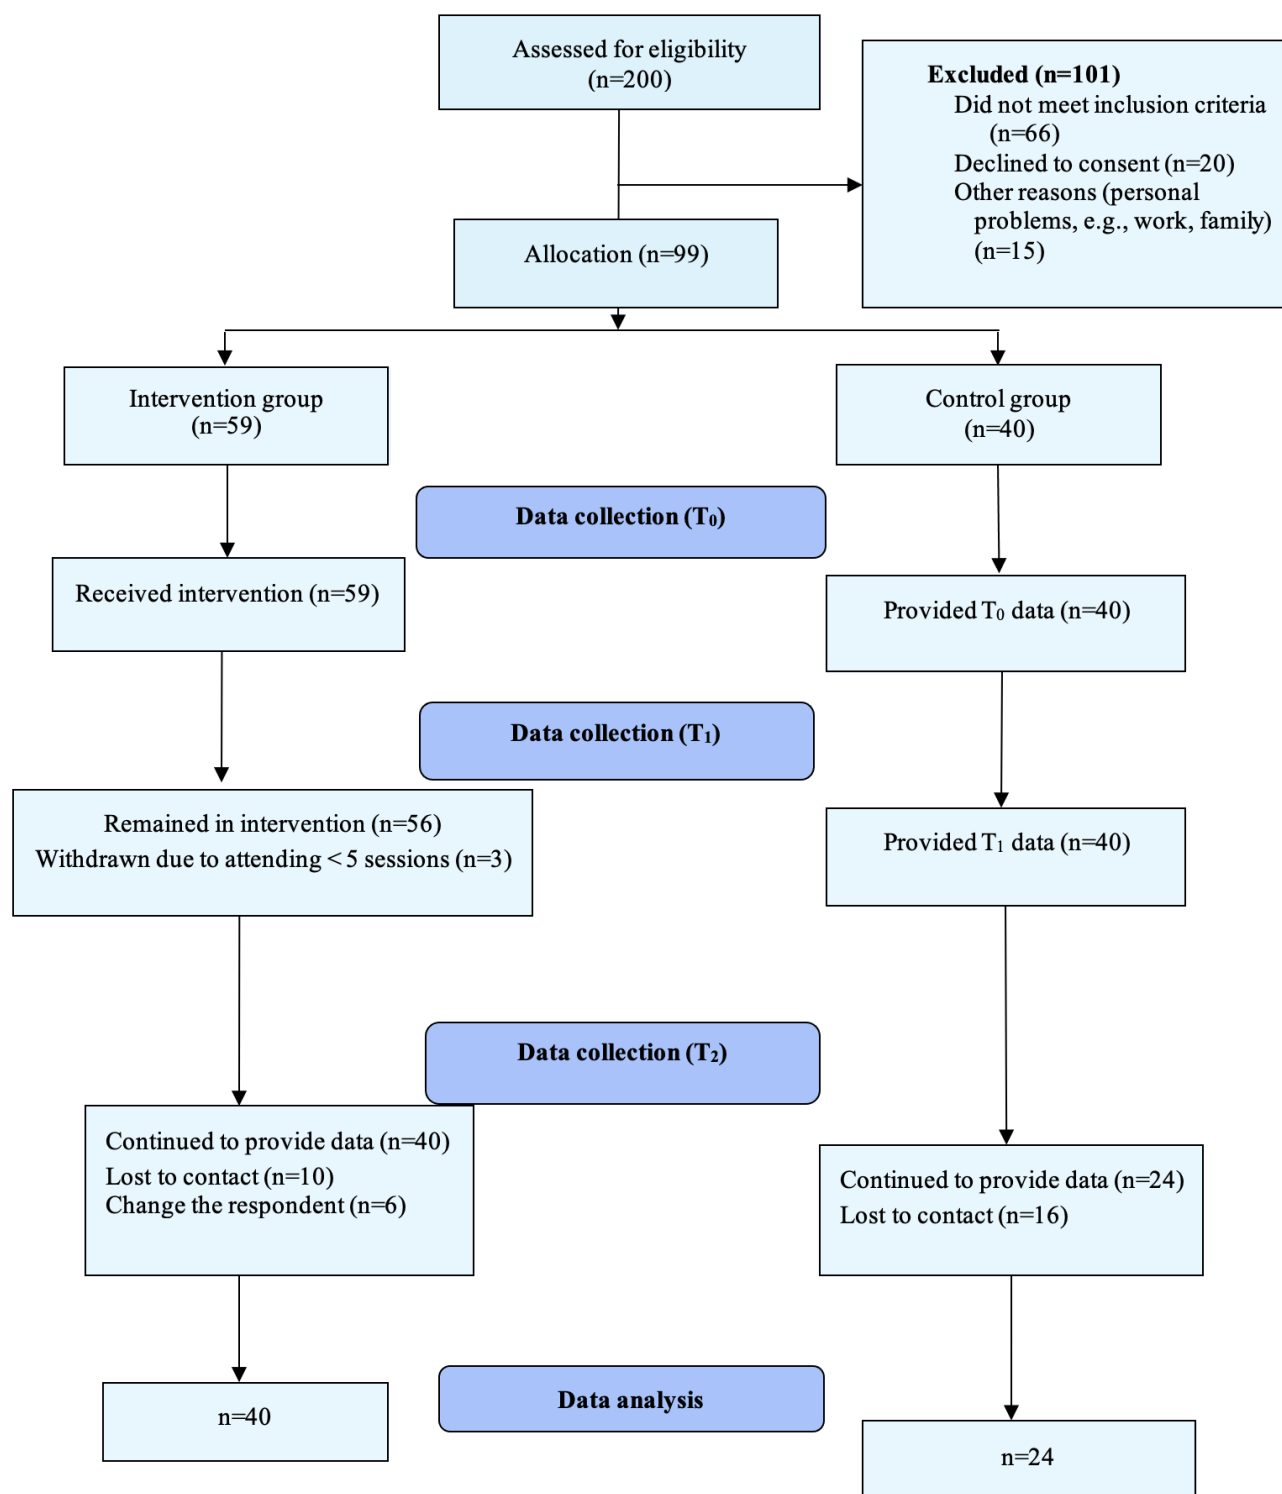 Assessed for eligibility
(n=200)
Excluded (n=101)
Did not meet inclusion criteria
(n=66)
Declined to consent (n=20)
Other reasons (personal
problems, e.g., work, family)
(n=15)
Allocation (n=99)
Intervention group
(n=59)
Control group
(n=40)
Data collection (T₀)
Received intervention (n=59)
Provided T₀ data (n=40)
Data collection (T₁)
Remained in intervention (n=56)
Withdrawn due to attending < 5 sessions (n=3)
Provided T₁ data (n=40)
Data collection (T₂)
Continued to provide data (n=40)
Lost to contact (n=10)
Change the respondent (n=6)
Continued to provide data (n=24)
Lost to contact (n=16)
Data analysis
n=40
n=24